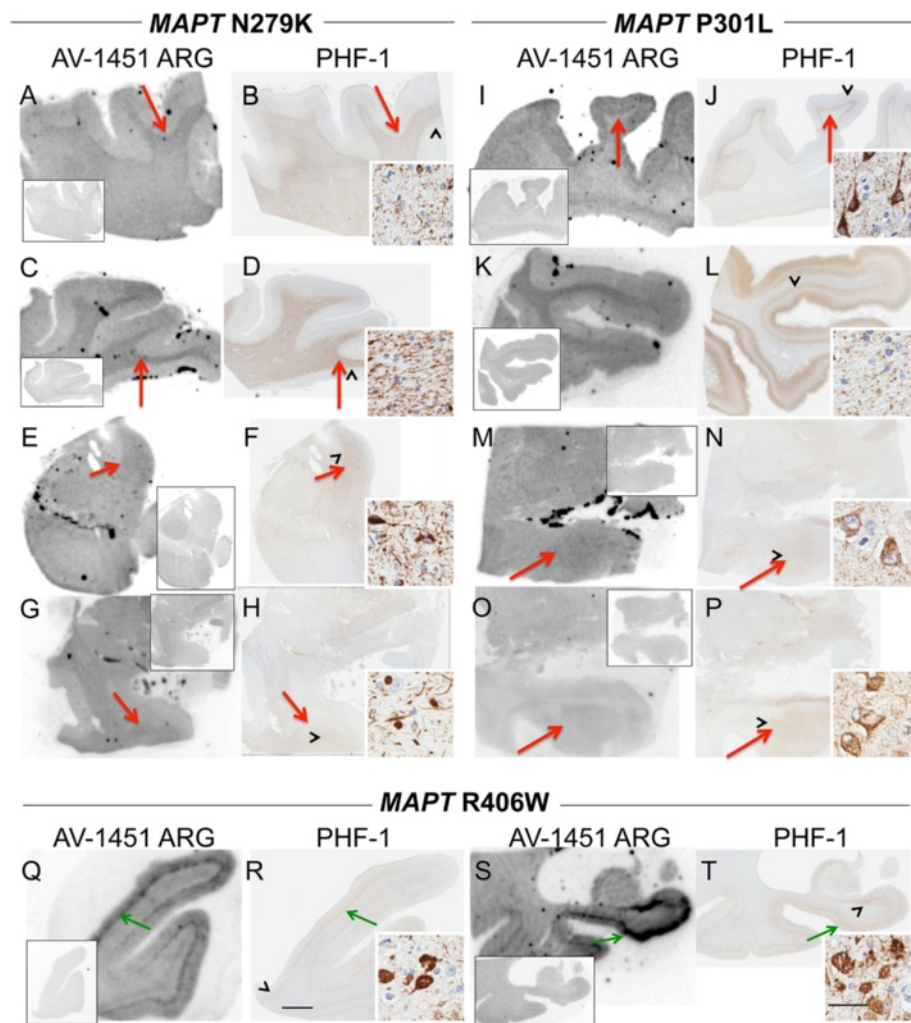 MAPT N279K MAPT P301L
AV-1451 ARG PHF-1 AV-1451 ARG PHF-1
A B I J
C D K L
E F M N
G H O P
MAPT R406W
AV-1451 ARG PHF-1 AV-1451 ARG PHF-1
Q R S T